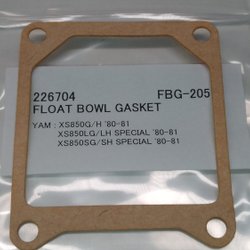 226704 FBG-205
FLOAT BOWL GASKET
YAM : XS850G/H '80-81
XS850LG/LH SPECIAL '80-81
XS850SG/SH SPECIAL '80-81